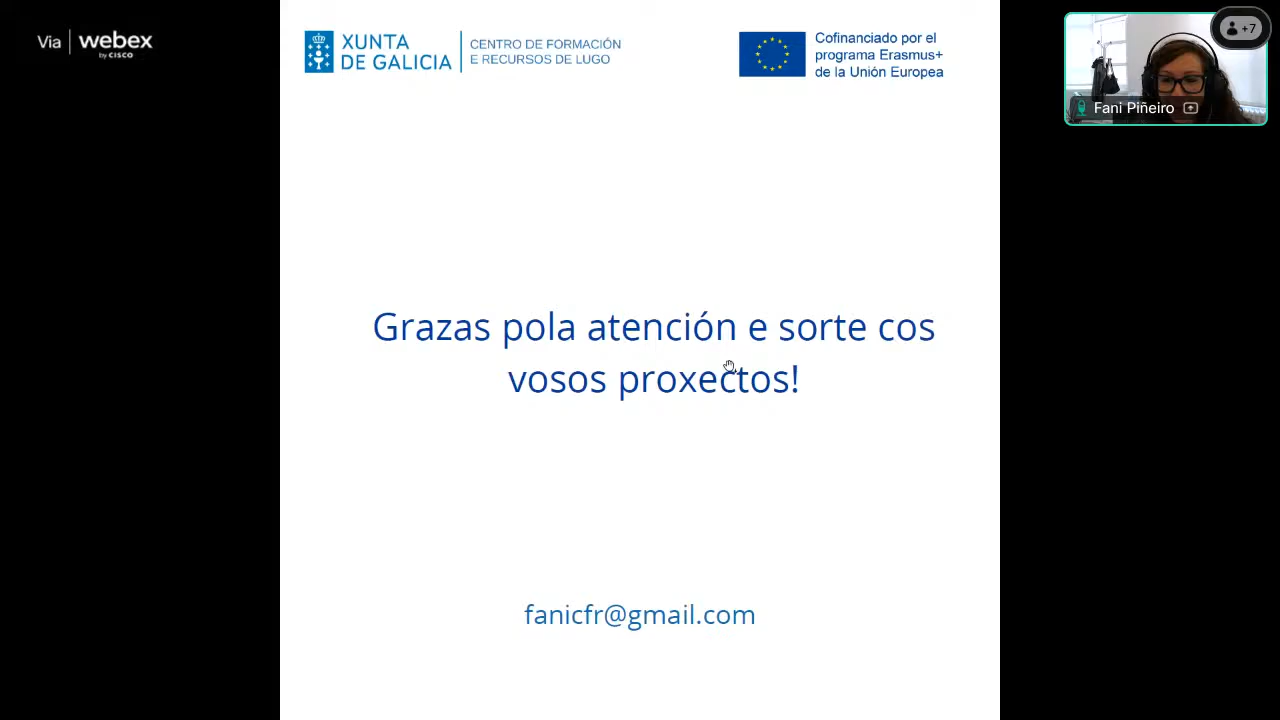 Via webex
by CISCO
XUNTA
DE GALICIA
CENTRO DE FORMACIÓN
E RECURSOS DE LUGO
Cofinanciado por el
programa Erasmus+
de la Unión Europea
+7
Fani Piñeiro
Grazas pola atención e sorte cos
vosos proxectos!
fanicfr@gmail.com